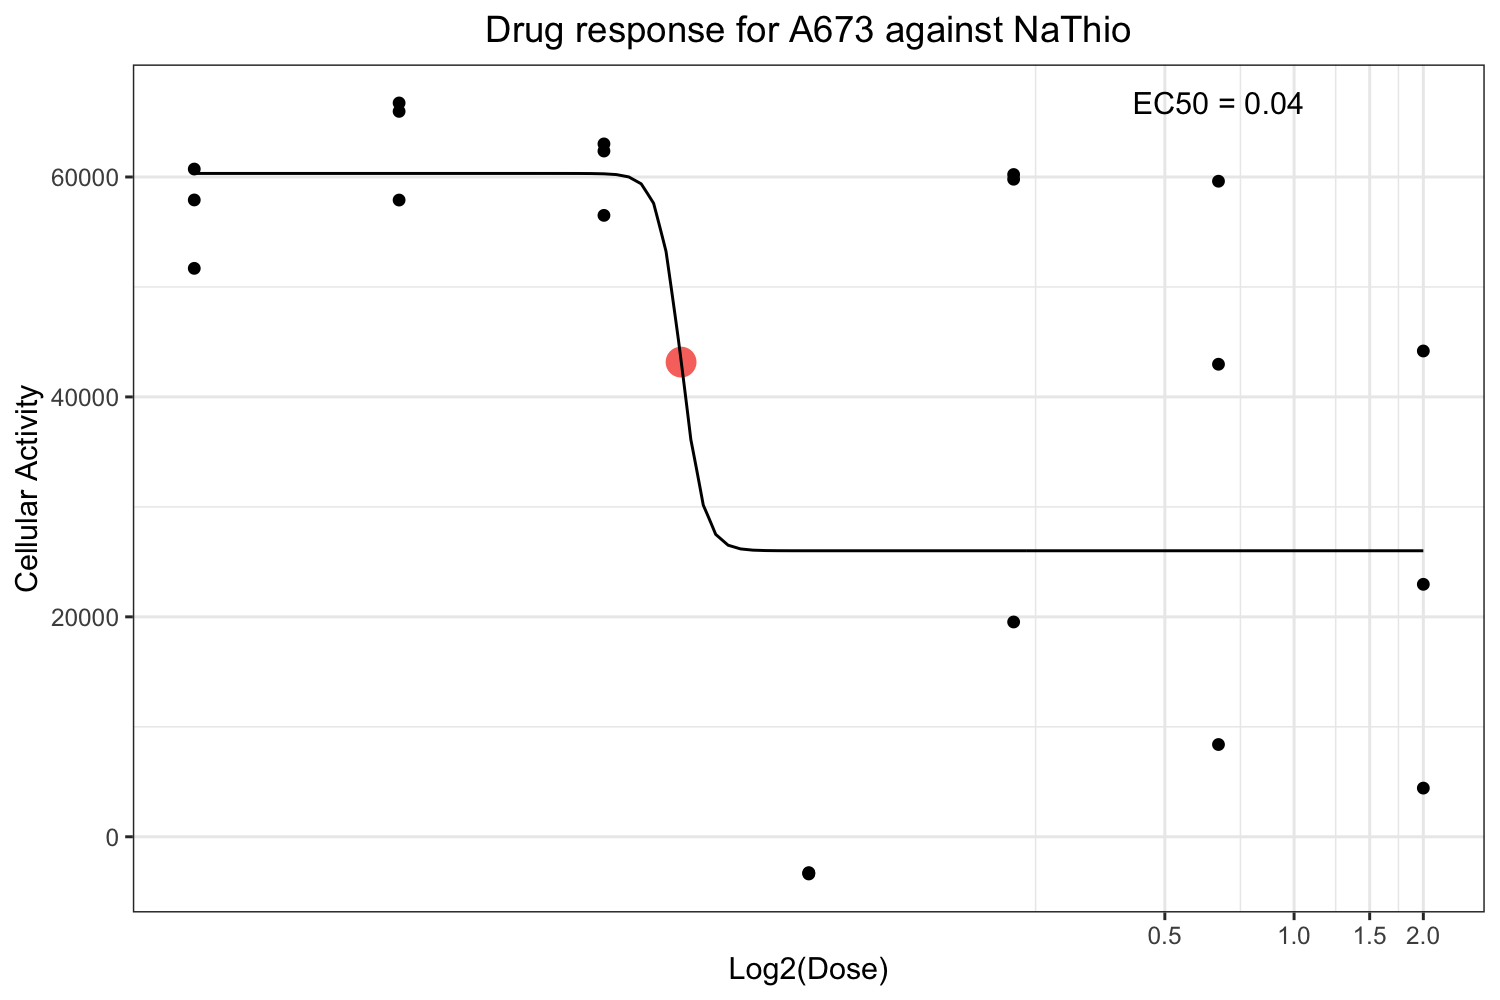 Drug response for A673 against NaThio
EC50 = 0.04
Cellular Activity
60000
40000
20000
0
0.5 1.0 1.5 2.0
Log2(Dose)